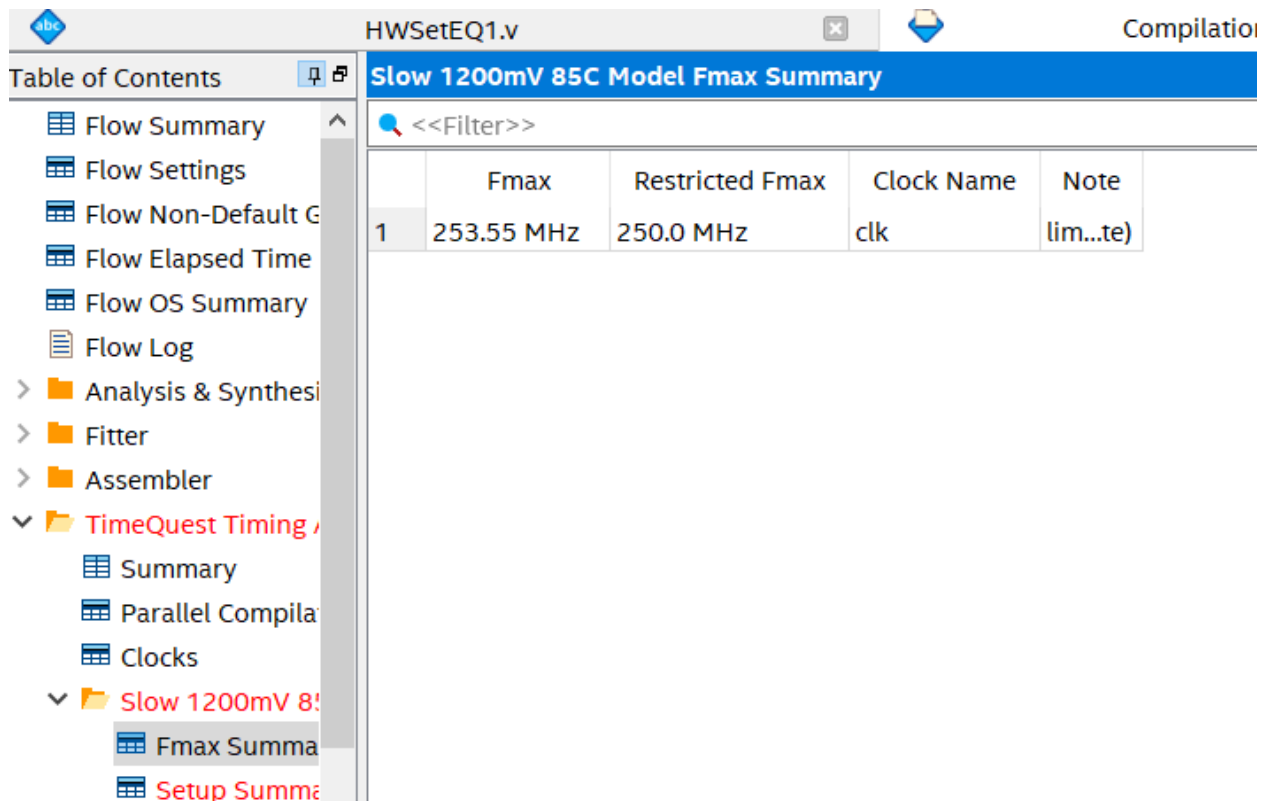 abc HWSetEQ1.v Compilation
Table of Contents
Flow Summary
Flow Settings
Flow Non-Default G
Flow Elapsed Time
Flow OS Summary
Flow Log
Analysis & Synthesi
Fitter
Assembler
TimeQuest Timing A
Summary
Parallel Compila
Clocks
Slow 1200mV 8
Fmax Summa
Setup Summa
Slow 1200mV 85C Model Fmax Summary
<<Filter>>
Fmax Restricted Fmax Clock Name Note
1 253.55 MHz 250.0 MHz clk lim...te)